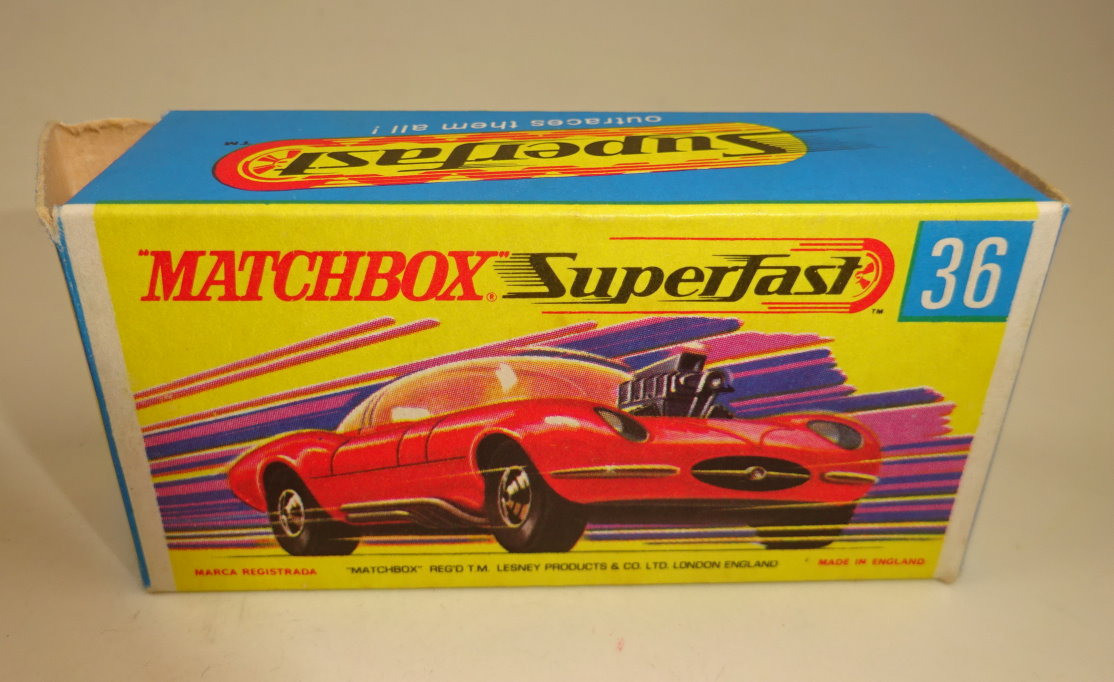 outraces them all!
Superfast
TM
"MATCHBOX"® Superfast TM
36
MARCA REGISTRADA
"MATCHBOX" REG'D T.M. LESNEY PRODUCTS & CO. LTD. LONDON ENGLAND
MADE IN ENGLAND